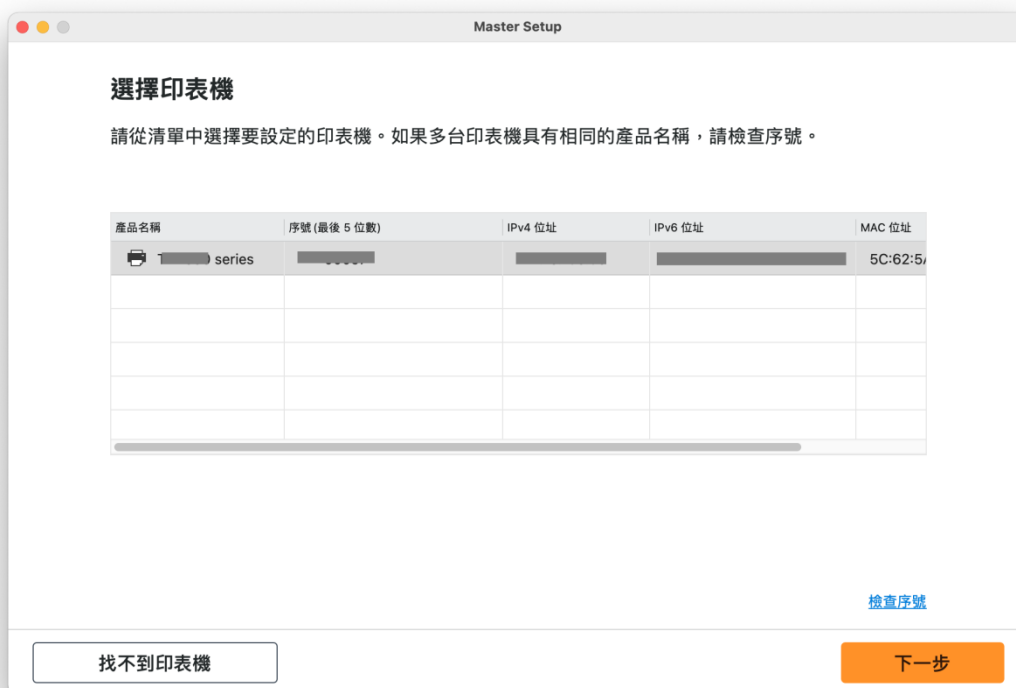 Master Setup
選擇印表機
請從清單中選擇要設定的印表機。如果多台印表機具有相同的產品名稱，請檢查序號。
產品名稱 序號 (最後 5 位數) IPv4 位址 IPv6 位址 MAC 位址
series 5C:62:5
檢查序號
找不到印表機 下一步